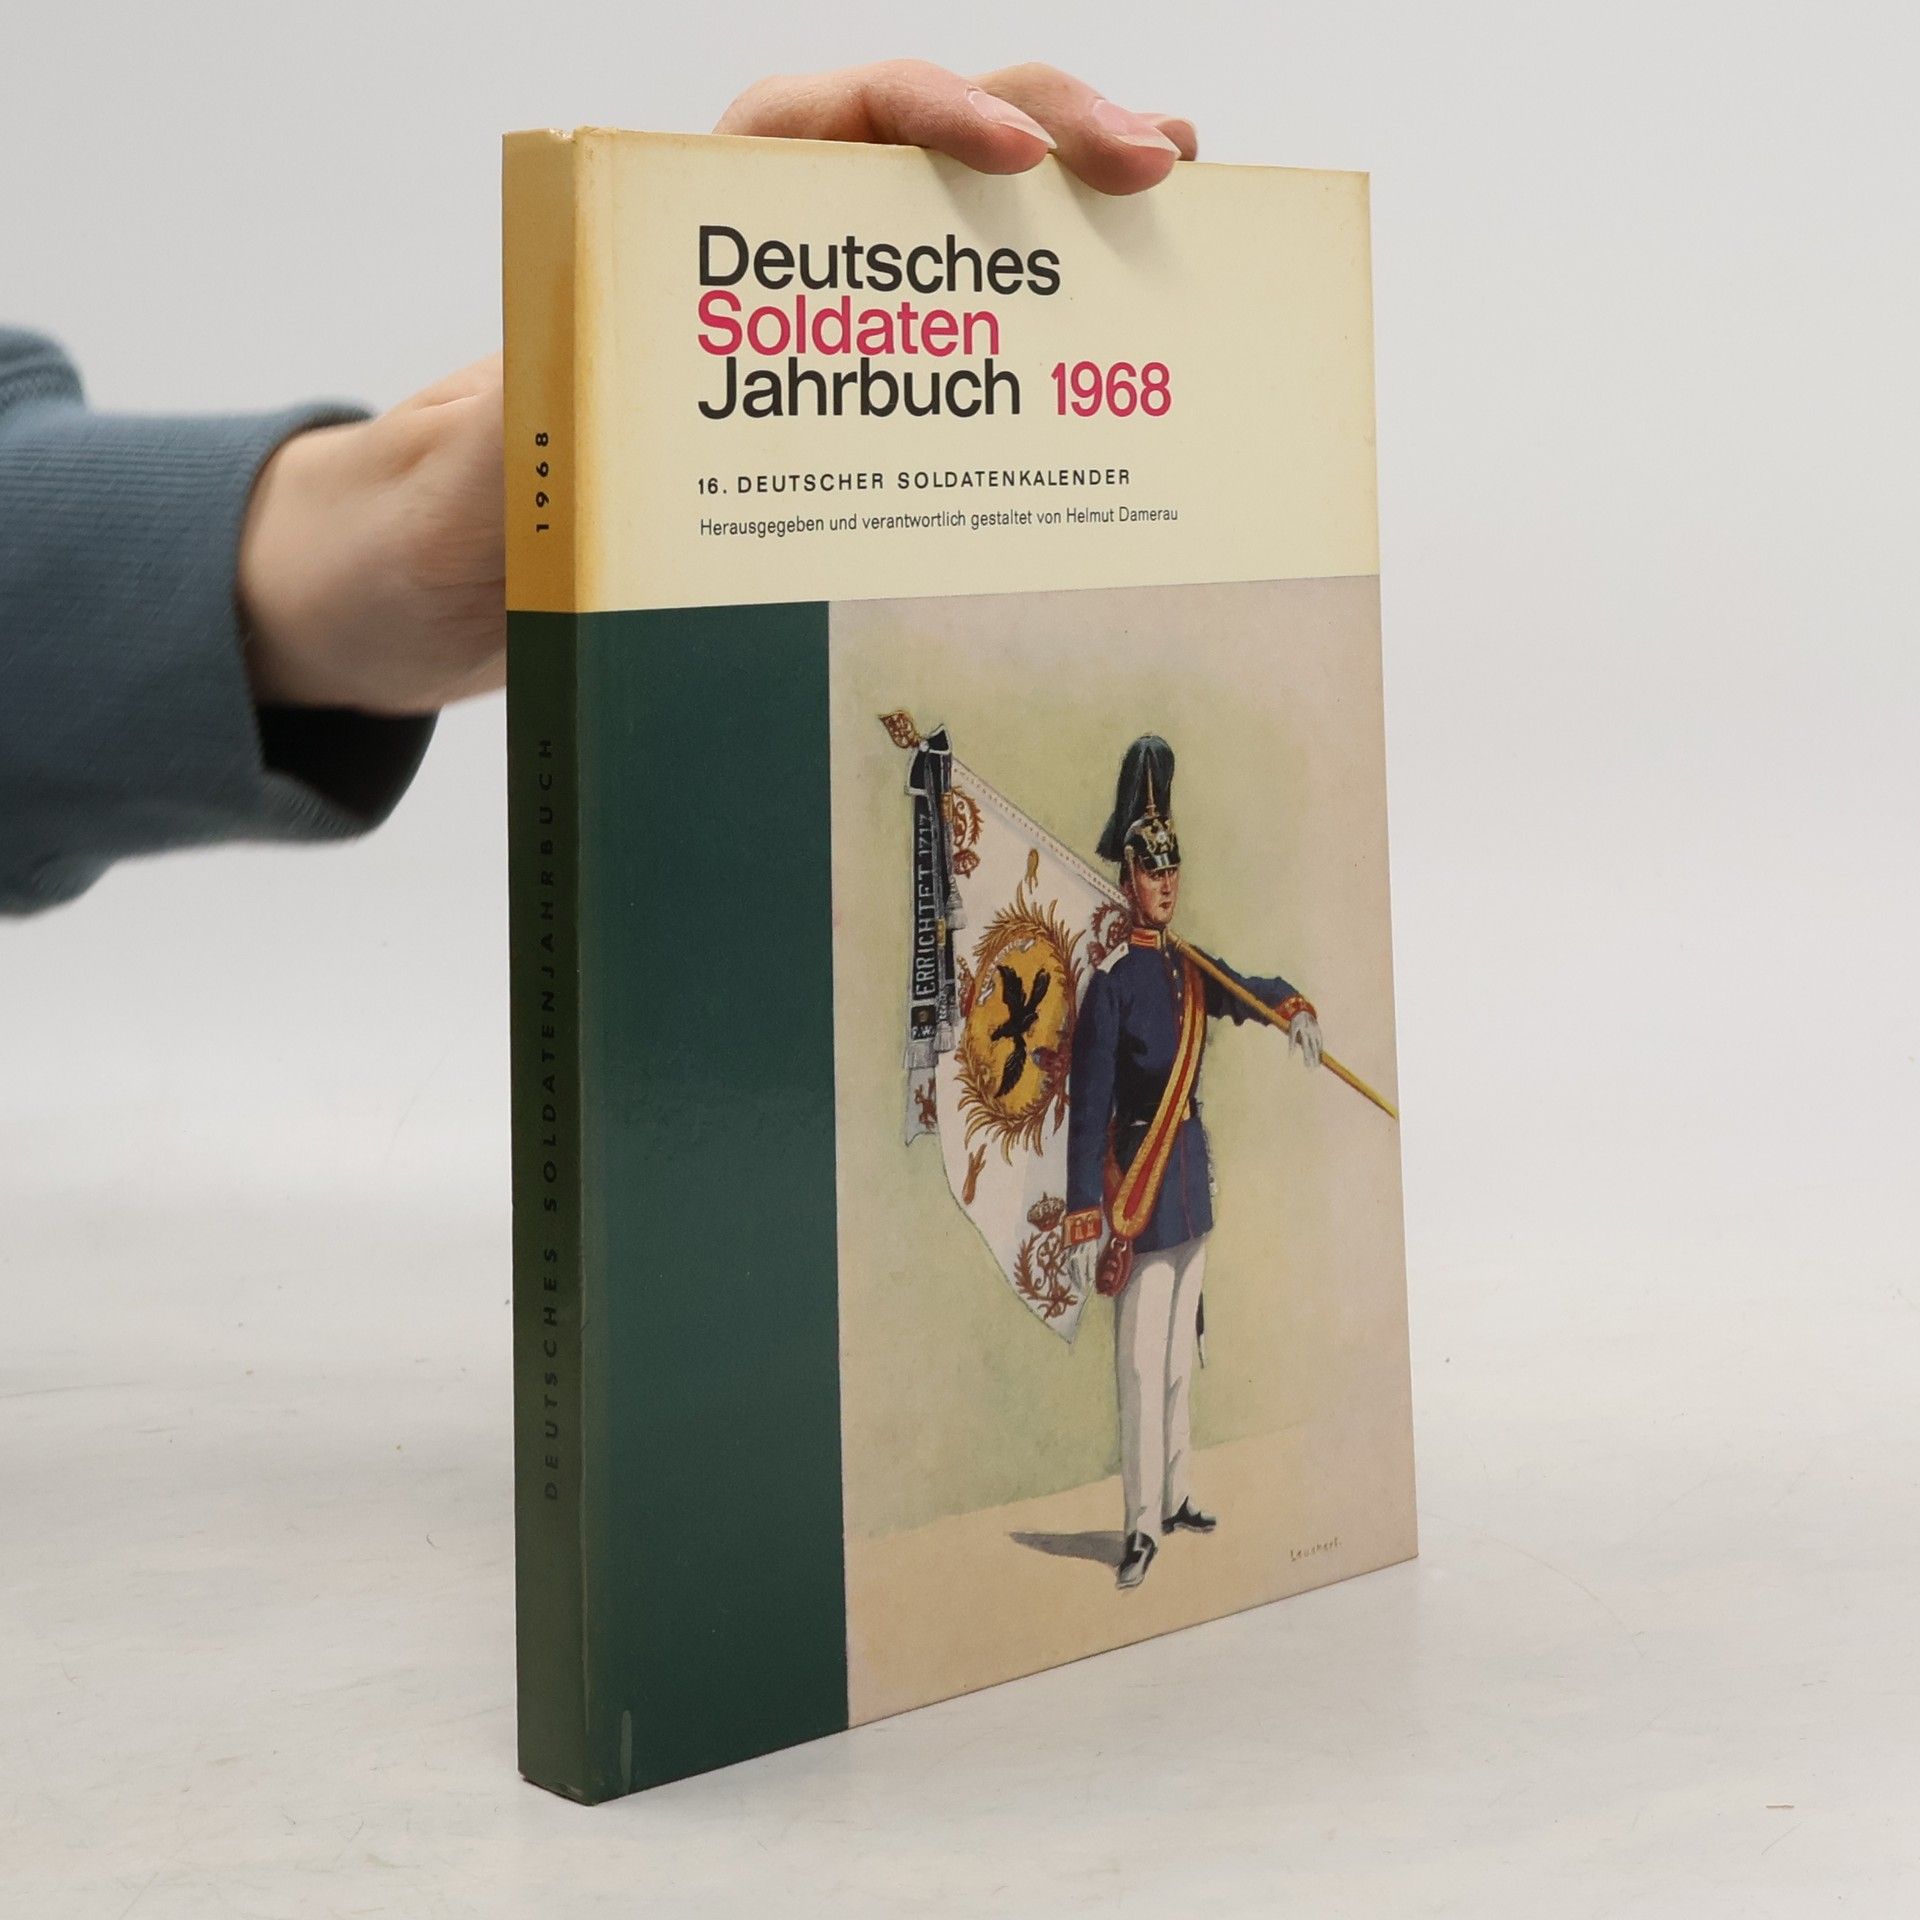 Deutsches
Soldaten
Jahrbuch 1968
16. DEUTSCHER SOLDATENKALENDER
Herausgegeben und verantwortlich gestaltet von Helmut Damerau
DEUTSCHES SOLDATENJAHRBUCH 1968
ERRICHTET 1717